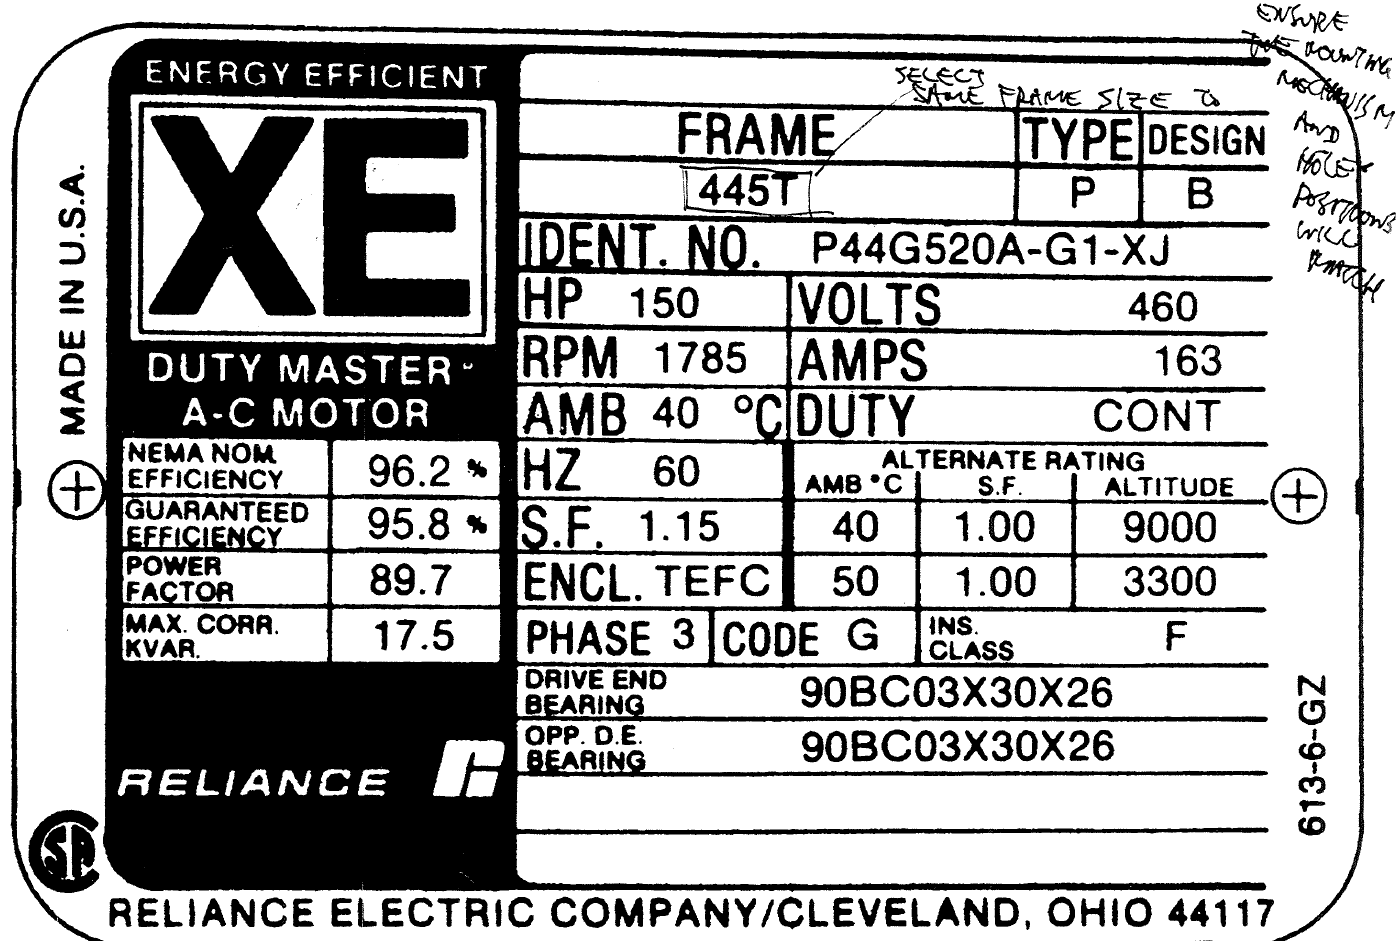 ENERGY EFFICIENT
XE
DUTY MASTER
A-C MOTOR
MADE IN U.S.A.
NEMA NOM. EFFICIENCY 96.2 %
GUARANTEED EFFICIENCY 95.8 %
POWER FACTOR 89.7
MAX. CORR. KVAR. 17.5
RELIANCE
SELECT
SAME FRAME SIZE TO
ENSURE
THE MOUNTING
MECHANISM
AND
HOLES
POSITIONS
WILL
MATCH
FRAME TYPE DESIGN
445T P B
IDENT. NO. P44G520A-G1-XJ
HP 150 VOLTS 460
RPM 1785 AMPS 163
AMB 40 °C DUTY CONT
HZ 60 ALTERNATE RATING
AMB °C S.F. ALTITUDE
S.F. 1.15 40 1.00 9000
ENCL. TEFC 50 1.00 3300
PHASE 3 CODE G INS. CLASS F
DRIVE END BEARING 90BC03X30X26
OPP. D.E. BEARING 90BC03X30X26
613-6-GZ
SA
RELIANCE ELECTRIC COMPANY/CLEVELAND, OHIO 44117